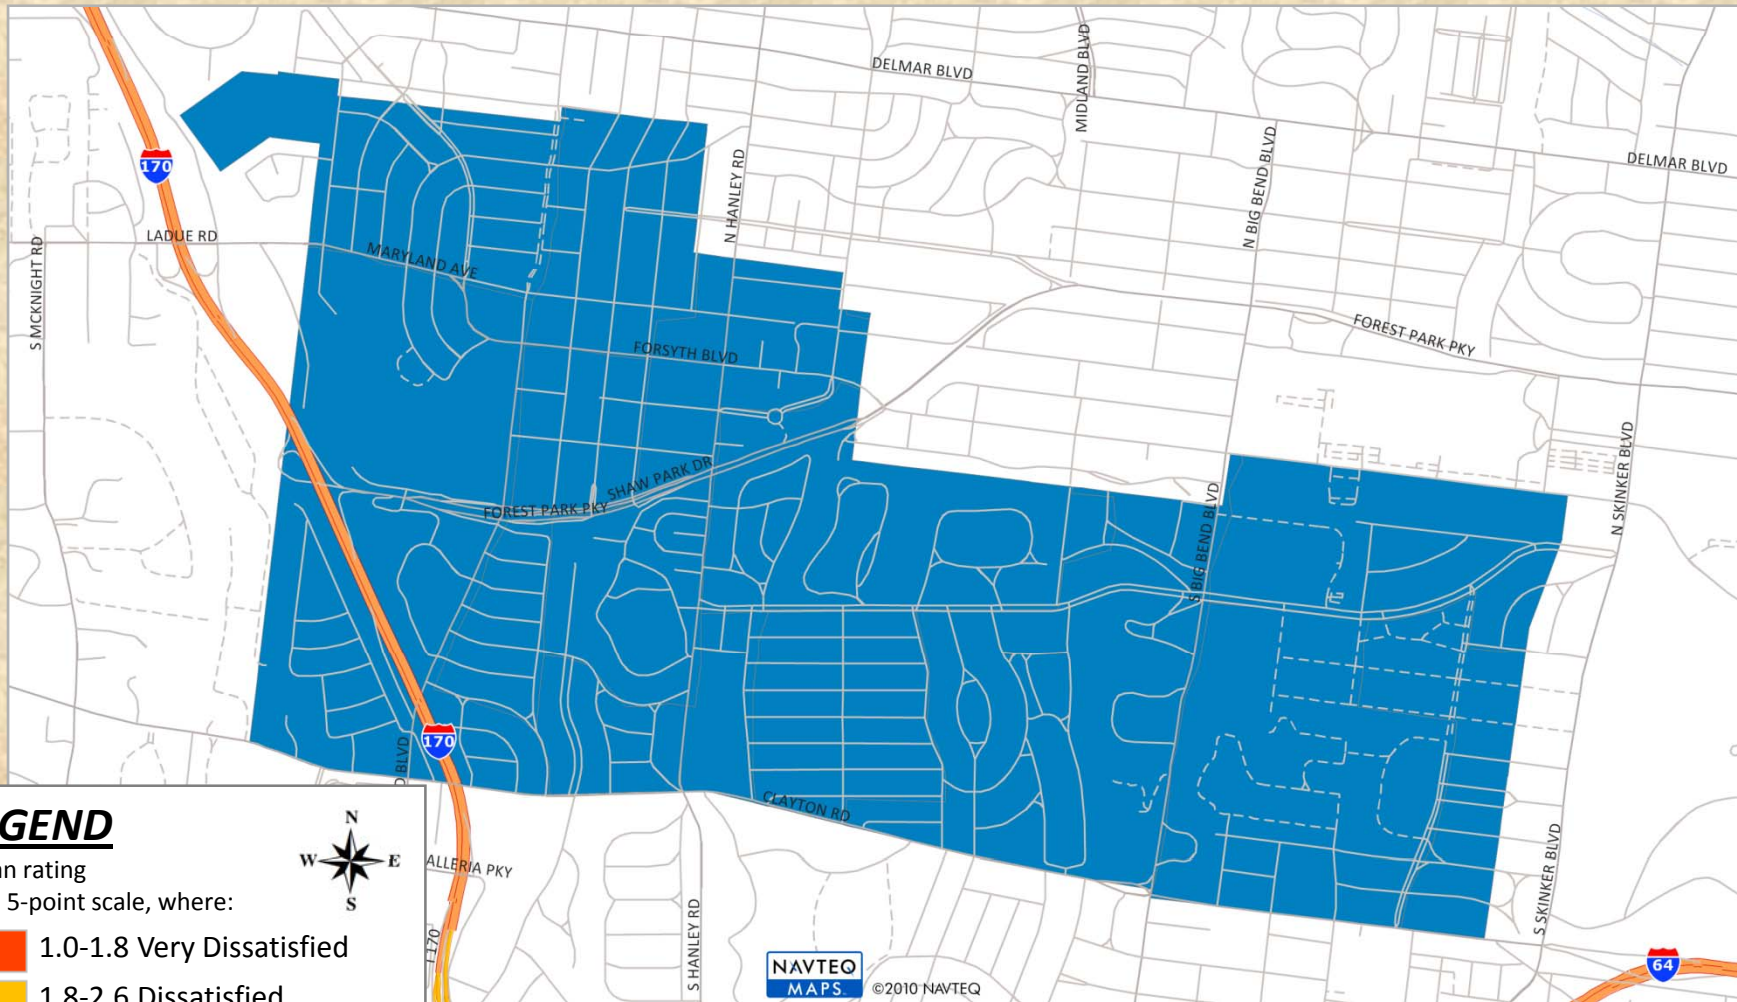 DELMAR BLVD
MIDLAND BLVD
DELMAR BLVD
170
N HANLEY RD
N BIG BEND BLVD
LADUE RD
S MCKNIGHT RD
MARYLAND AVE
FORSYTH BLVD
FOREST PARK PKY
SHAW PARK DR
FOREST PARK PKY
N SKINKER BLVD
S BIG BEND BLVD
170
D BLVD
CLAYTON RD
GEND
N
W E
S
an rating
5-point scale, where:
1.0-1.8 Very Dissatisfied
1.8-2.6 Dissatisfied
ALLERIA PKY
I 170
S HANLEY RD
S SKINKER BLVD
NAVTEQ
MAPS
©2010 NAVTEQ
64